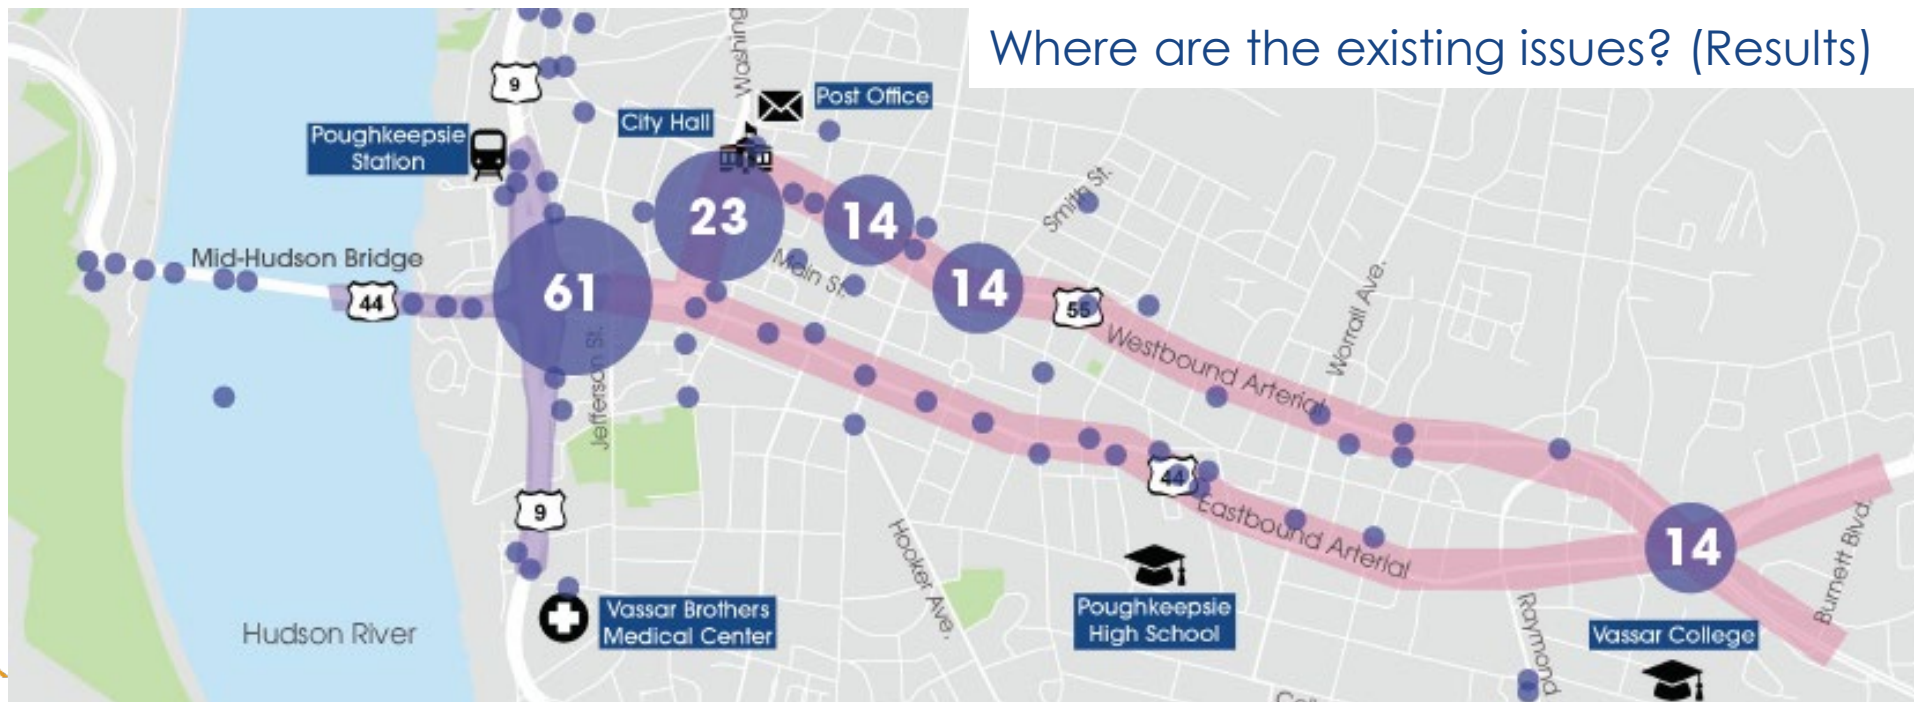 Where are the existing issues? (Results)
Washing
9
Post Office
City Hall
Poughkeepsie
Station
Smith St.
23
14
Mid-Hudson Bridge
Main St.
61
14
44
55
Worrall Ave.
Westbound Arterial
Jefferson St.
44
9
Eastbound Arterial
Hooker Ave.
14
Burnett Blvd.
Vassar Brothers
Medical Center
Poughkeepsie
High School
Raymond
Hudson River
Vassar College